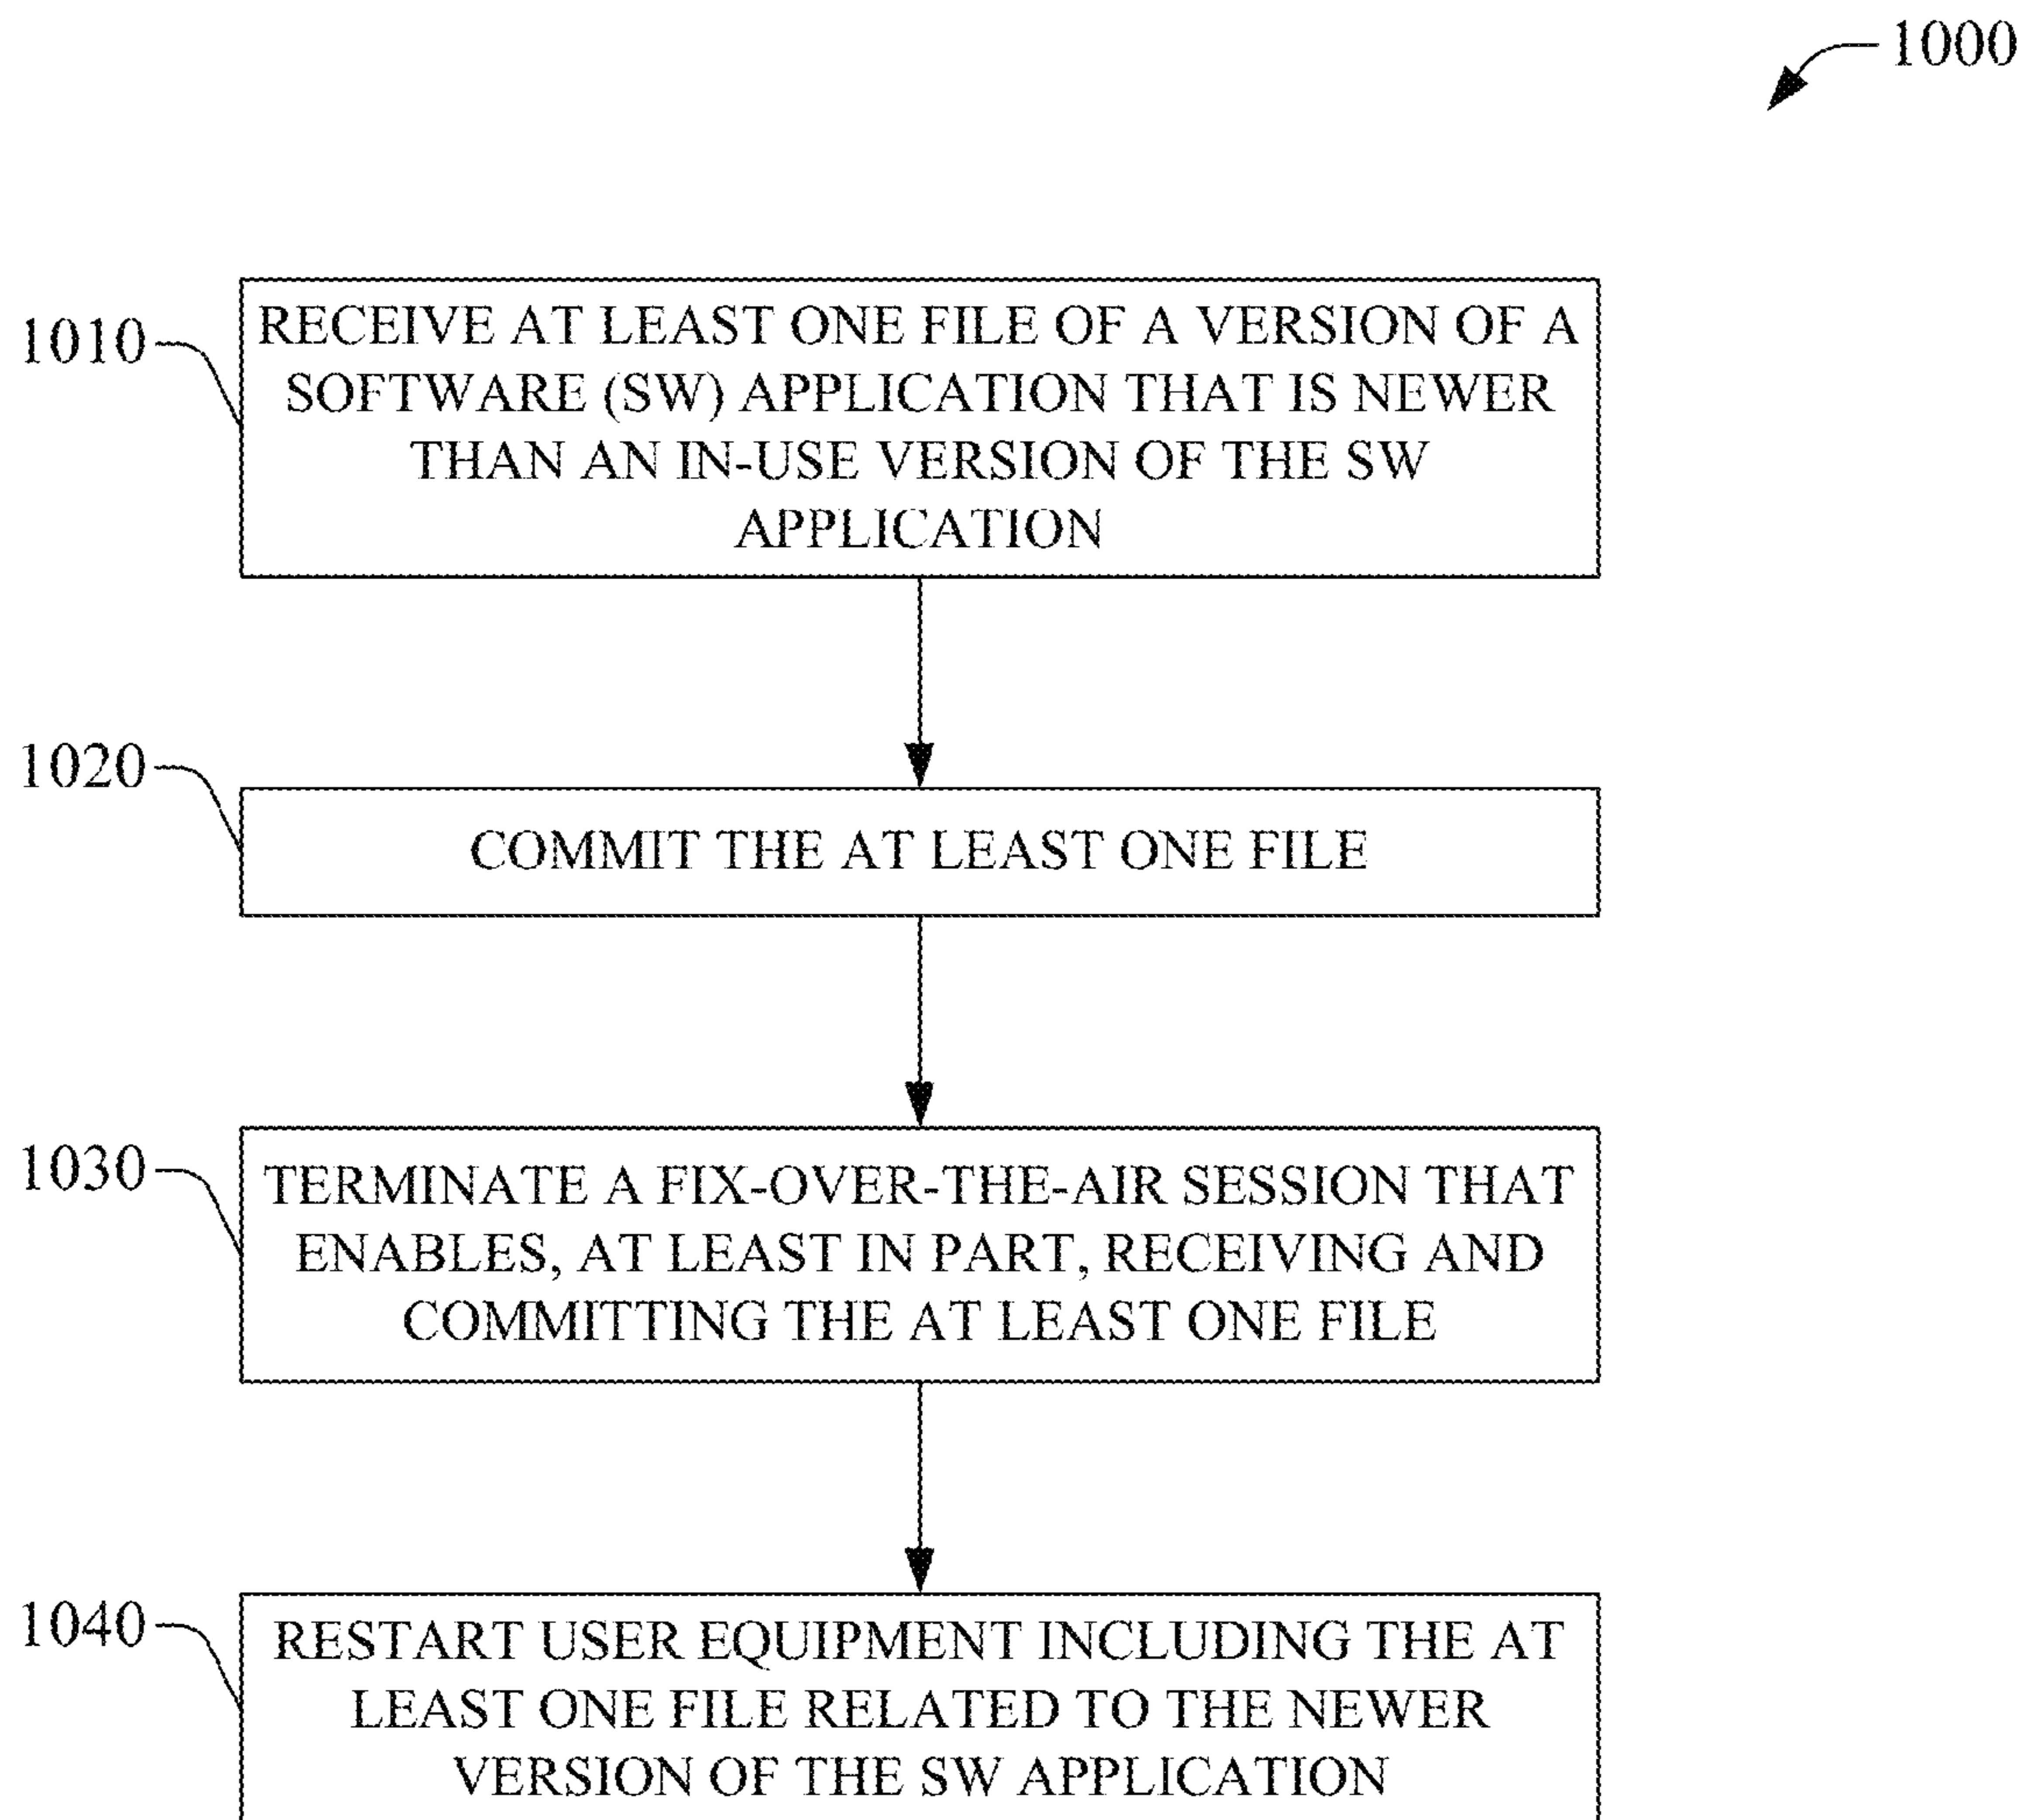 1000
1010
RECEIVE AT LEAST ONE FILE OF A VERSION OF A
SOFTWARE (SW) APPLICATION THAT IS NEWER
THAN AN IN-USE VERSION OF THE SW
APPLICATION
1020
COMMIT THE AT LEAST ONE FILE
1030
TERMINATE A FIX-OVER-THE-AIR SESSION THAT
ENABLES, AT LEAST IN PART, RECEIVING AND
COMMITTING THE AT LEAST ONE FILE
1040
RESTART USER EQUIPMENT INCLUDING THE AT
LEAST ONE FILE RELATED TO THE NEWER
VERSION OF THE SW APPLICATION